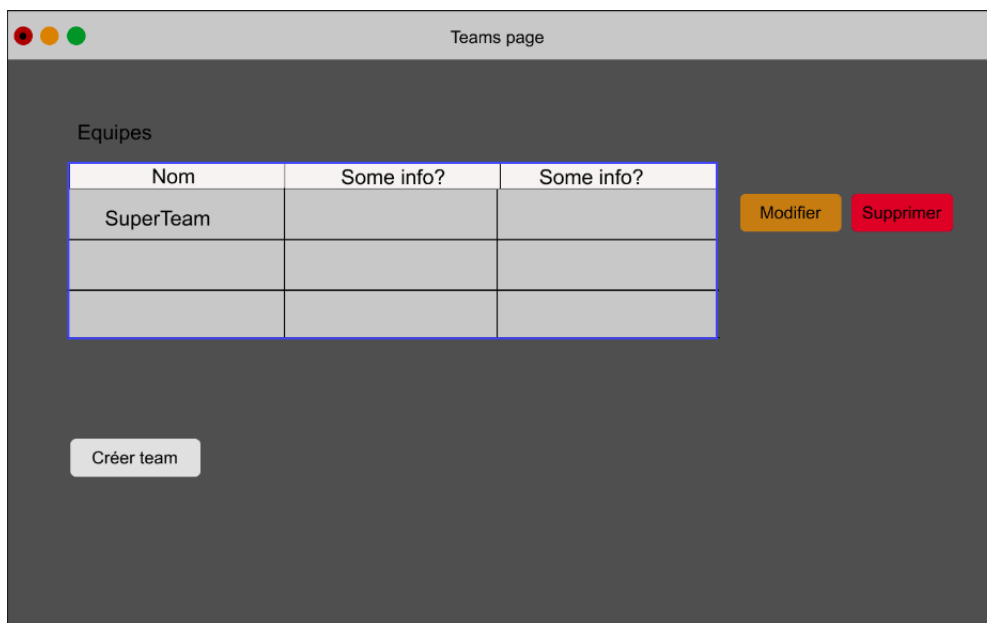 Teams page
Equipes
Nom Some info? Some info?
SuperTeam Modifier Supprimer
Créer team